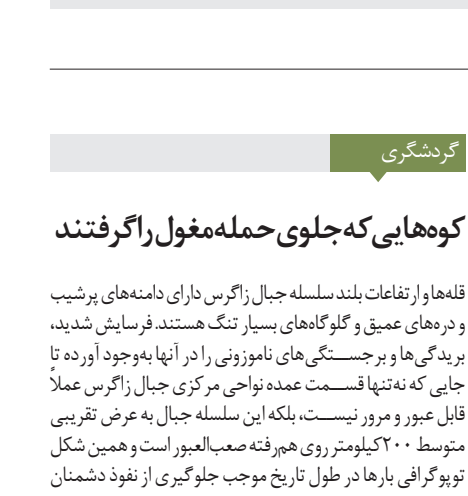 گردشگری
کوه‌هایی که جلوی حمله مغول را گرفتند
قله‌ها و ارتفاعات بلند سلسله جبال زاگرس دارای دامنه‌های پرشیب
و دره‌های عمیق و گلوگاه‌های بسیار تنگ هستند. فرسایش شدید،
بریدگی‌ها و برجستگی‌های ناموزونی را در آنها به‌وجود آورده تا
جایی که نه‌تنها قسمت عمده نواحی مرکزی جبال زاگرس عملاً
قابل عبور و مرور نیست، بلکه این سلسله جبال به عرض تقریبی
متوسط ۲۰۰کیلومتر روی هم‌رفته صعب‌العبور است و همین شکل
توپوگرافی بارها در طول تاریخ موجب جلوگیری از نفوذ دشمنان